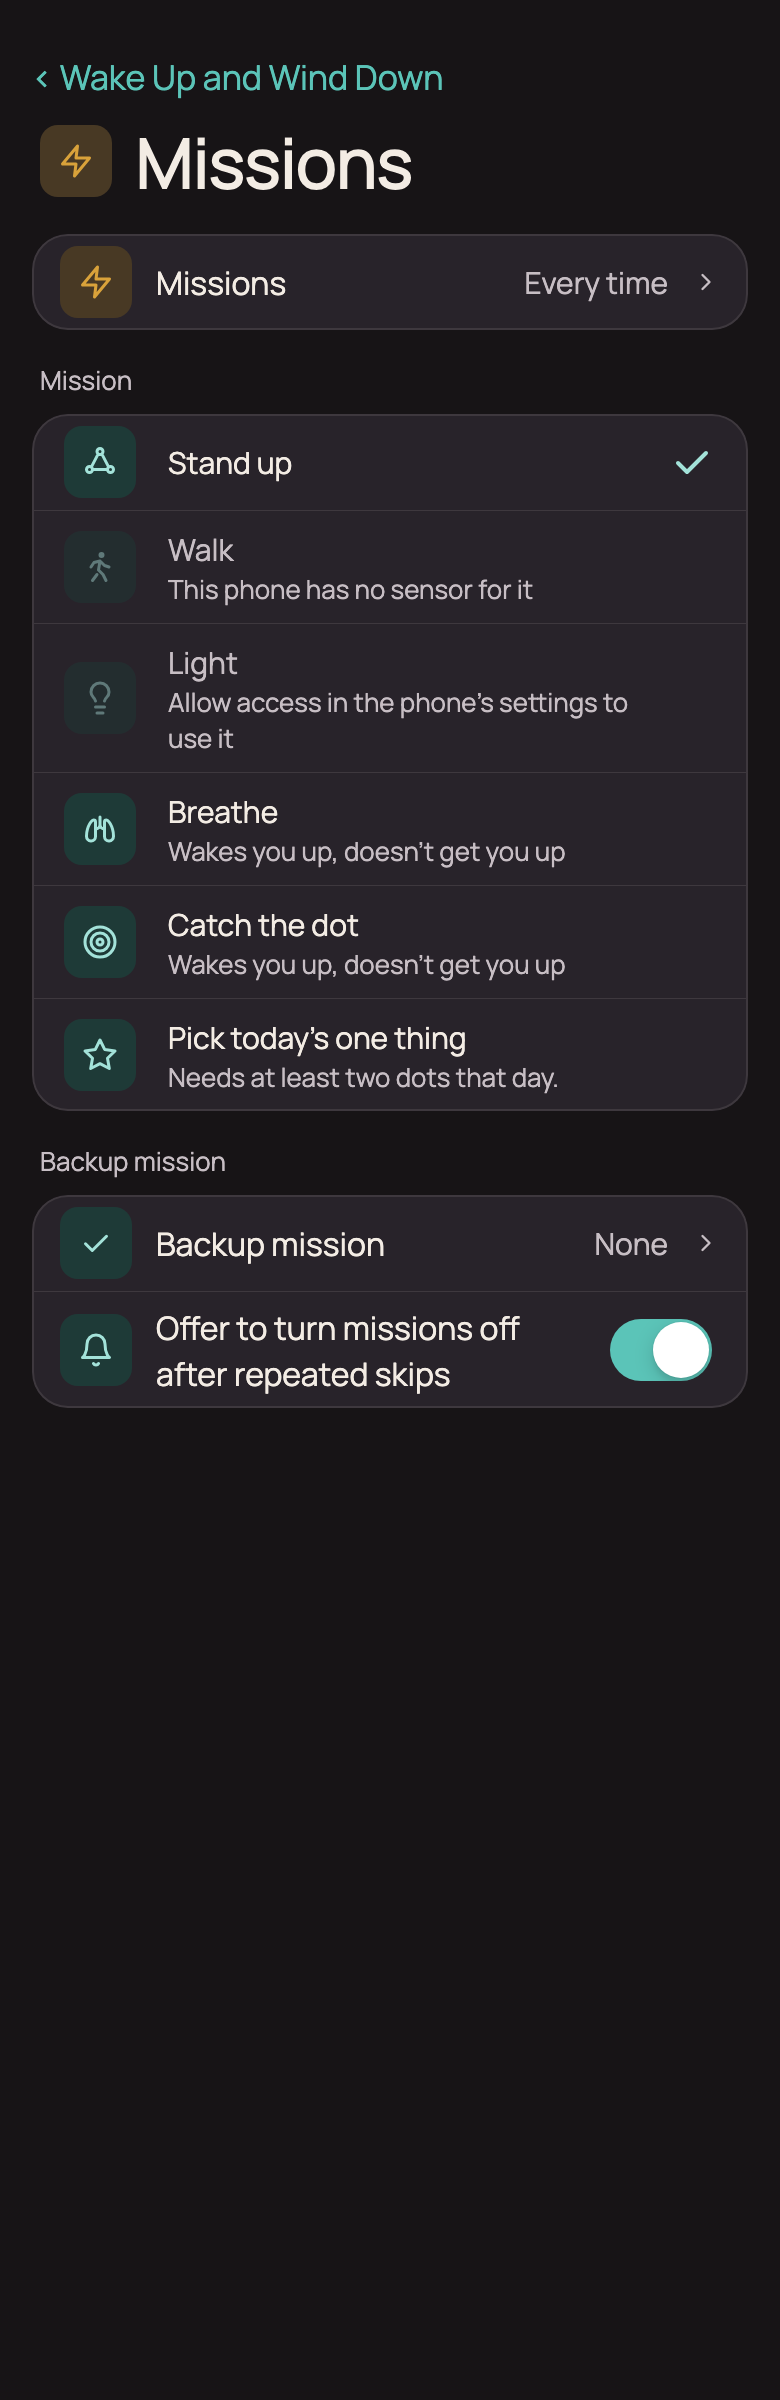 Wake Up and Wind Down
Missions
Missions
Every time
Mission
Stand up
Walk
This phone has no sensor for it
Light
Allow access in the phone’s settings to
use it
Breathe
Wakes you up, doesn’t get you up
Catch the dot
Wakes you up, doesn’t get you up
Pick today’s one thing
Needs at least two dots that day.
Backup mission
Backup mission
None
Offer to turn missions off
after repeated skips